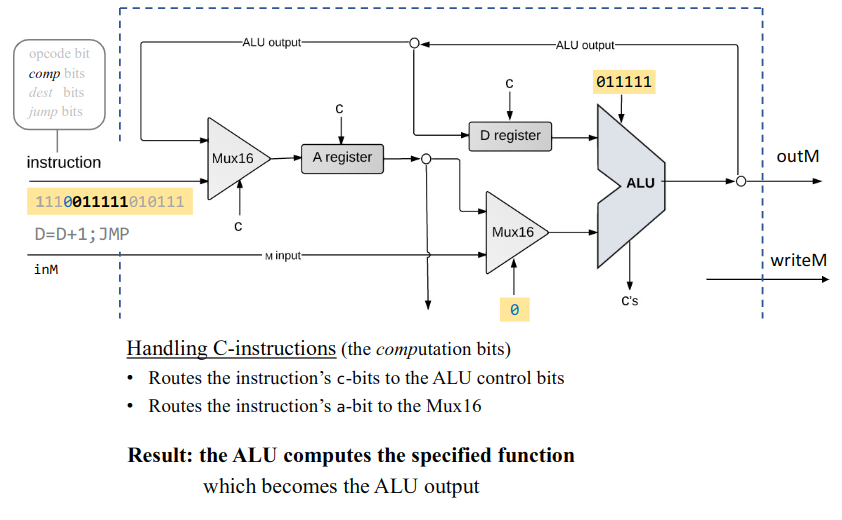 ALU output
ALU output
opcode bit
comp bits
dest bits
jump bits
c
c
011111
instruction
Mux16
A register
D register
ALU
outM
1110011111010111
c
Mux16
D=D+1;JMP
M input
inM
writeM
0
C's
Handling C-instructions (the computation bits)
• Routes the instruction’s c-bits to the ALU control bits
• Routes the instruction’s a-bit to the Mux16
Result: the ALU computes the specified function
which becomes the ALU output